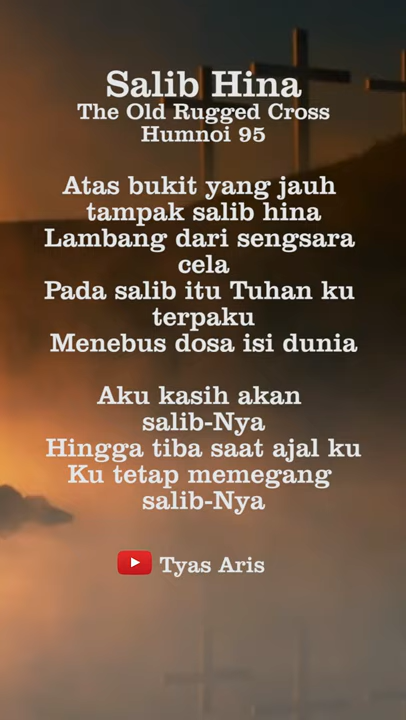 Salib Hina
The Old Rugged Cross
Humnoi 95
Atas bukit yang jauh
tampak salib hina
Lambang dari sengsara
cela
Pada salib itu Tuhan ku
terpaku
Menebus dosa isi dunia
Aku kasih akan
salib-Nya
Hingga tiba saat ajal ku
Ku tetap memegang
salib-Nya
Tyas Aris